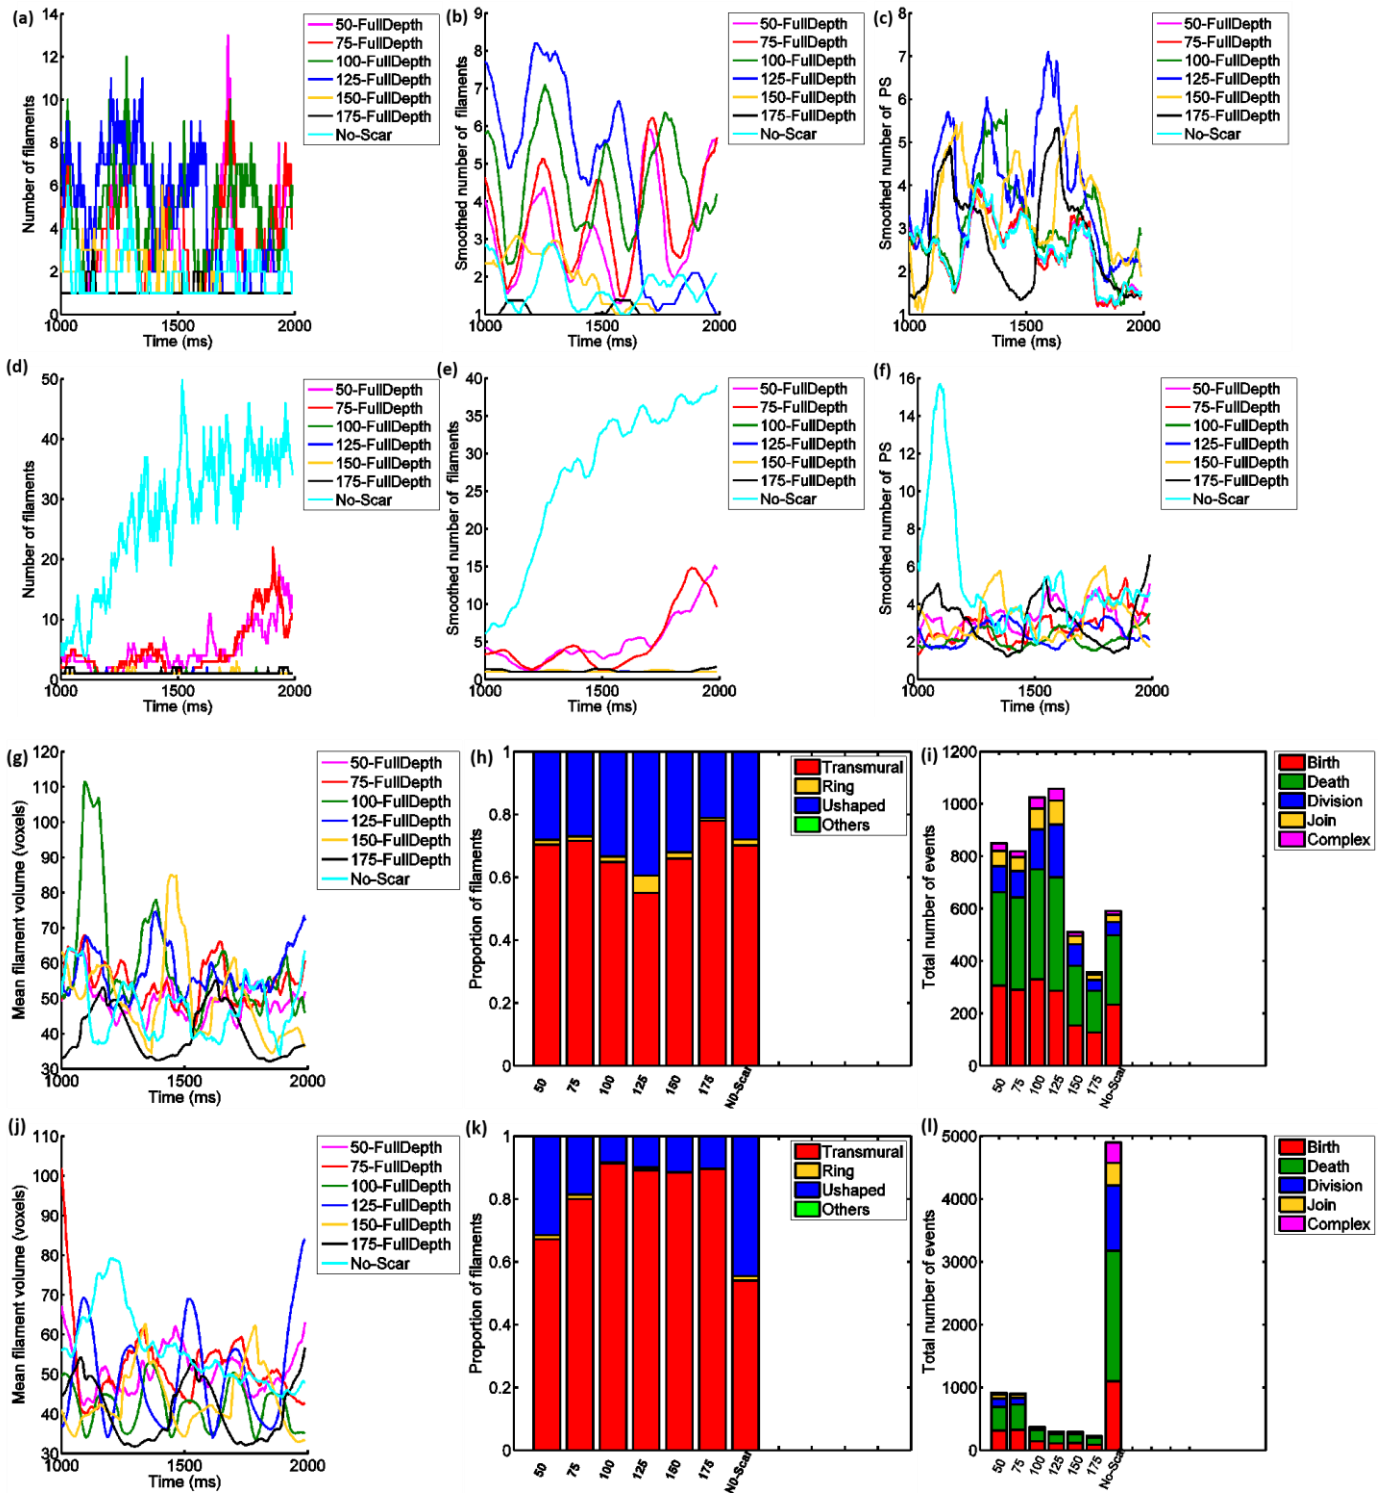 (a)
Number of filaments
14
12
10
8
6
4
2
0
1000
1500
2000
Time (ms)
50-FullDepth
75-FullDepth
100-FullDepth
125-FullDepth
150-FullDepth
175-FullDepth
No-Scar
(b)
Smoothed number of filaments
9
8
7
6
5
4
3
2
1
1000
1500
2000
Time (ms)
50-FullDepth
75-FullDepth
100-FullDepth
125-FullDepth
150-FullDepth
175-FullDepth
No-Scar
(c)
Smoothed number of PS
8
7
6
5
4
3
2
1
1000
1500
2000
Time (ms)
50-FullDepth
75-FullDepth
100-FullDepth
125-FullDepth
150-FullDepth
175-FullDepth
No-Scar
(d)
Number of filaments
50
40
30
20
10
0
1000
1500
2000
Time (ms)
50-FullDepth
75-FullDepth
100-FullDepth
125-FullDepth
150-FullDepth
175-FullDepth
No-Scar
(e)
Smoothed number of filaments
40
35
30
25
20
15
10
5
0
1000
1500
2000
Time (ms)
50-FullDepth
75-FullDepth
100-FullDepth
125-FullDepth
150-FullDepth
175-FullDepth
No-Scar
(f)
Smoothed number of PS
16
14
12
10
8
6
4
2
0
1000
1500
2000
Time (ms)
50-FullDepth
75-FullDepth
100-FullDepth
125-FullDepth
150-FullDepth
175-FullDepth
No-Scar
(g)
Mean filament volume (voxels)
120
110
100
90
80
70
60
50
40
30
1000
1500
2000
Time (ms)
50-FullDepth
75-FullDepth
100-FullDepth
125-FullDepth
150-FullDepth
175-FullDepth
No-Scar
(h)
Proportion of filaments
1
0.8
0.6
0.4
0.2
0
50
75
100
125
150
175
N0-Scar
Transmural
Ring
Ushaped
Others
(i)
Total number of events
1200
1000
800
600
400
200
0
50
75
100
125
150
175
No-Scar
Birth
Death
Division
Join
Complex
(j)
Mean filament volume (voxels)
110
100
90
80
70
60
50
40
30
1000
1500
2000
Time (ms)
50-FullDepth
75-FullDepth
100-FullDepth
125-FullDepth
150-FullDepth
175-FullDepth
No-Scar
(k)
Proportion of filaments
1
0.8
0.6
0.4
0.2
0
50
75
100
125
150
175
N0-Scar
Transmural
Ring
Ushaped
Others
(l)
Total number of events
5000
4000
3000
2000
1000
0
50
75
100
125
150
175
No-Scar
Birth
Death
Division
Join
Complex